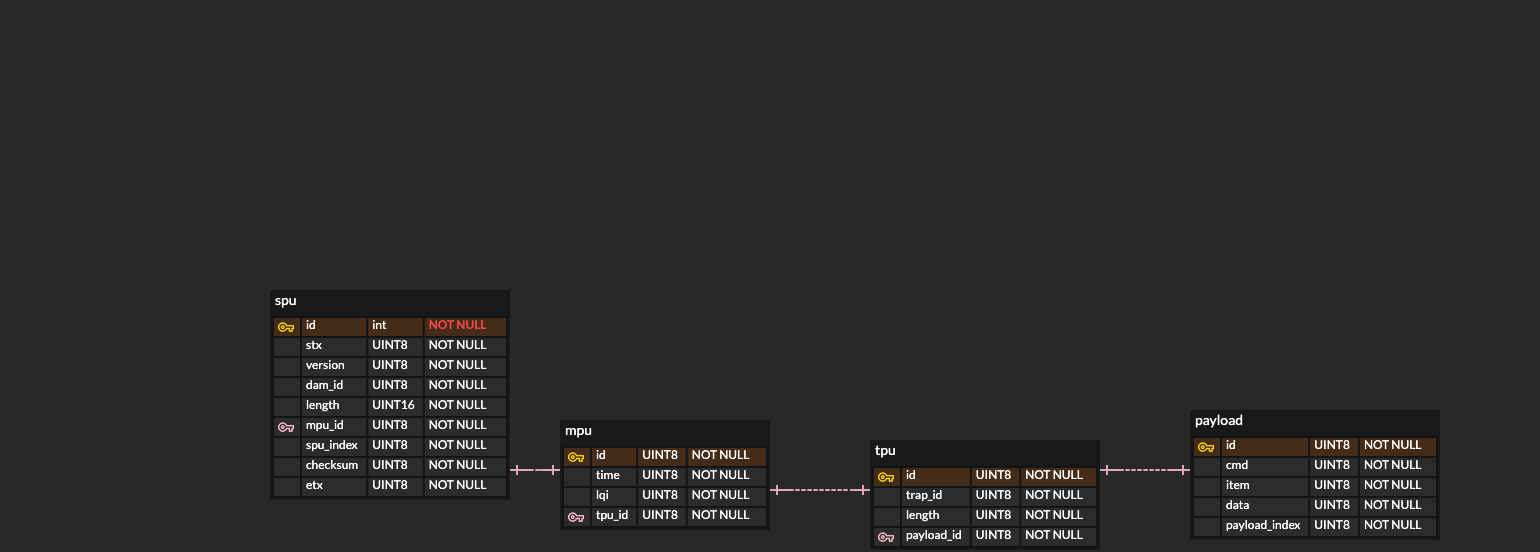 spu
id int NOT NULL
stx UINT8 NOT NULL
version UINT8 NOT NULL
dam_id UINT8 NOT NULL
length UINT16 NOT NULL
mpu_id UINT8 NOT NULL
spu_index UINT8 NOT NULL
checksum UINT8 NOT NULL
etx UINT8 NOT NULL
mpu
id UINT8 NOT NULL
time UINT8 NOT NULL
lqi UINT8 NOT NULL
tpu_id UINT8 NOT NULL
tpu
id UINT8 NOT NULL
trap_id UINT8 NOT NULL
length UINT8 NOT NULL
payload_id UINT8 NOT NULL
payload
id UINT8 NOT NULL
cmd UINT8 NOT NULL
item UINT8 NOT NULL
data UINT8 NOT NULL
payload_index UINT8 NOT NULL